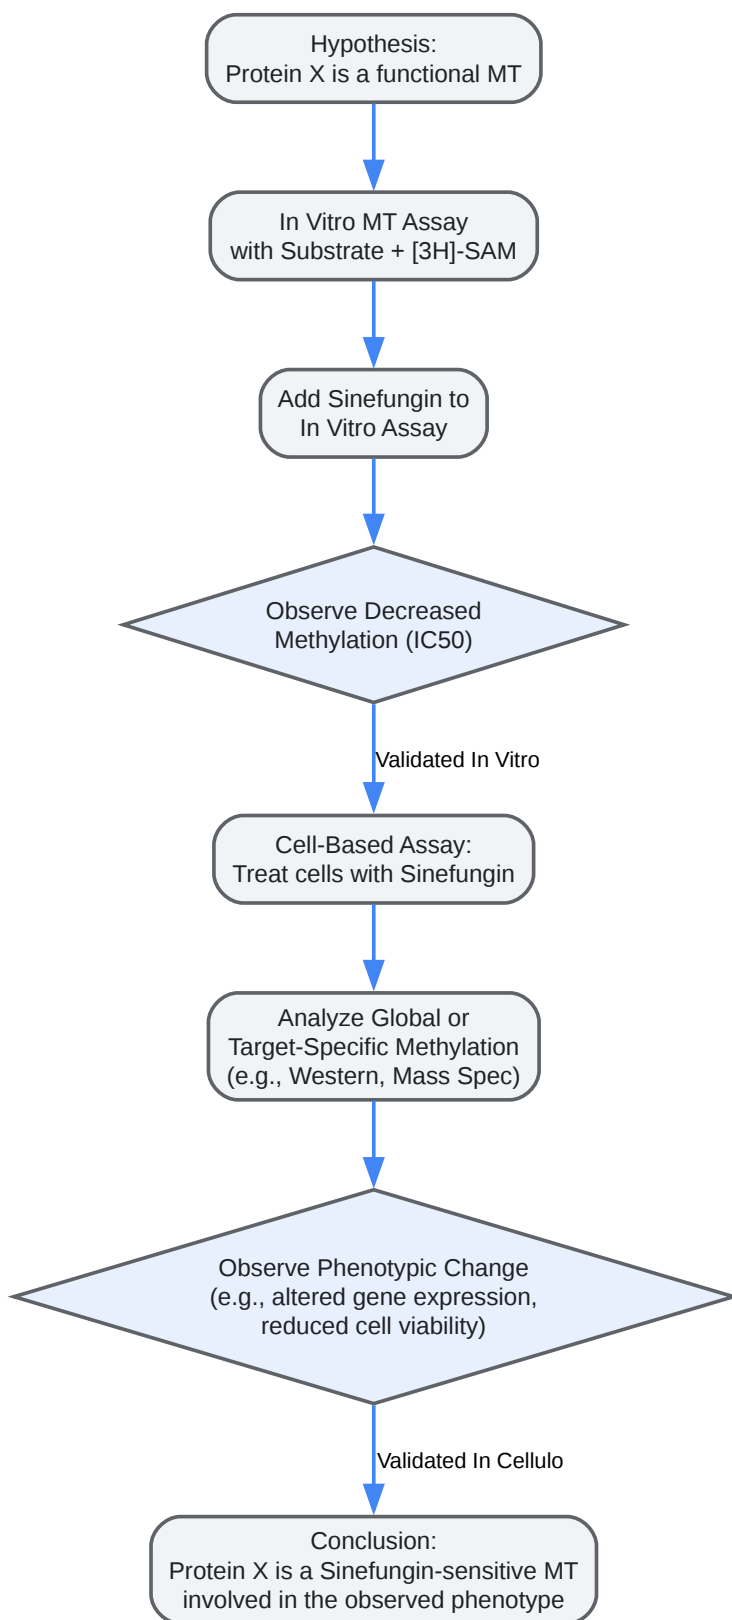 Hypothesis:
Protein X is a functional MT
In Vitro MT Assay
with Substrate + [3H]-SAM
Add Sinefungin to
In Vitro Assay
Observe Decreased
Methylation (IC50)
Validated In Vitro
Cell-Based Assay:
Treat cells with Sinefungin
Analyze Global or
Target-Specific Methylation
(e.g., Western, Mass Spec)
Observe Phenotypic Change
(e.g., altered gene expression,
reduced cell viability)
Validated In Cellulo
Conclusion:
Protein X is a Sinefungin-sensitive MT
involved in the observed phenotype